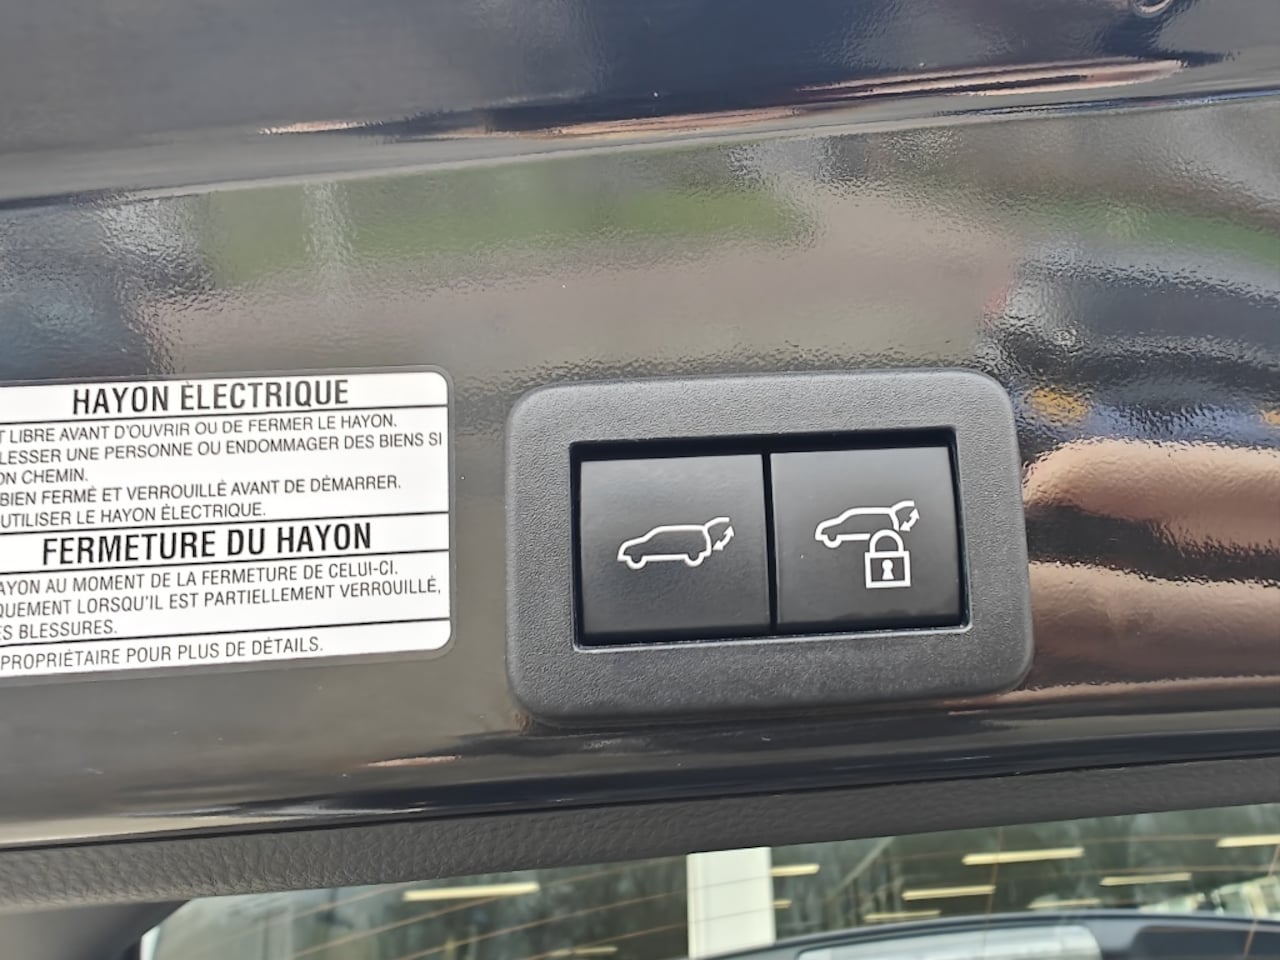 HAYON ÉLECTRIQUE
T LIBRE AVANT D'OUVRIR OU DE FERMER LE HAYON.
LESSER UNE PERSONNE OU ENDOMMAGER DES BIENS SI
ON CHEMIN.
BIEN FERMÉ ET VERROUILLÉ AVANT DE DÉMARRER.
UTILISER LE HAYON ÉLECTRIQUE.
FERMETURE DU HAYON
AYON AU MOMENT DE LA FERMETURE DE CELUI-CI.
QUEMENT LORSQU'IL EST PARTIELLEMENT VERROUILLÉ,
ES BLESSURES.
PROPRIÉTAIRE POUR PLUS DE DÉTAILS.